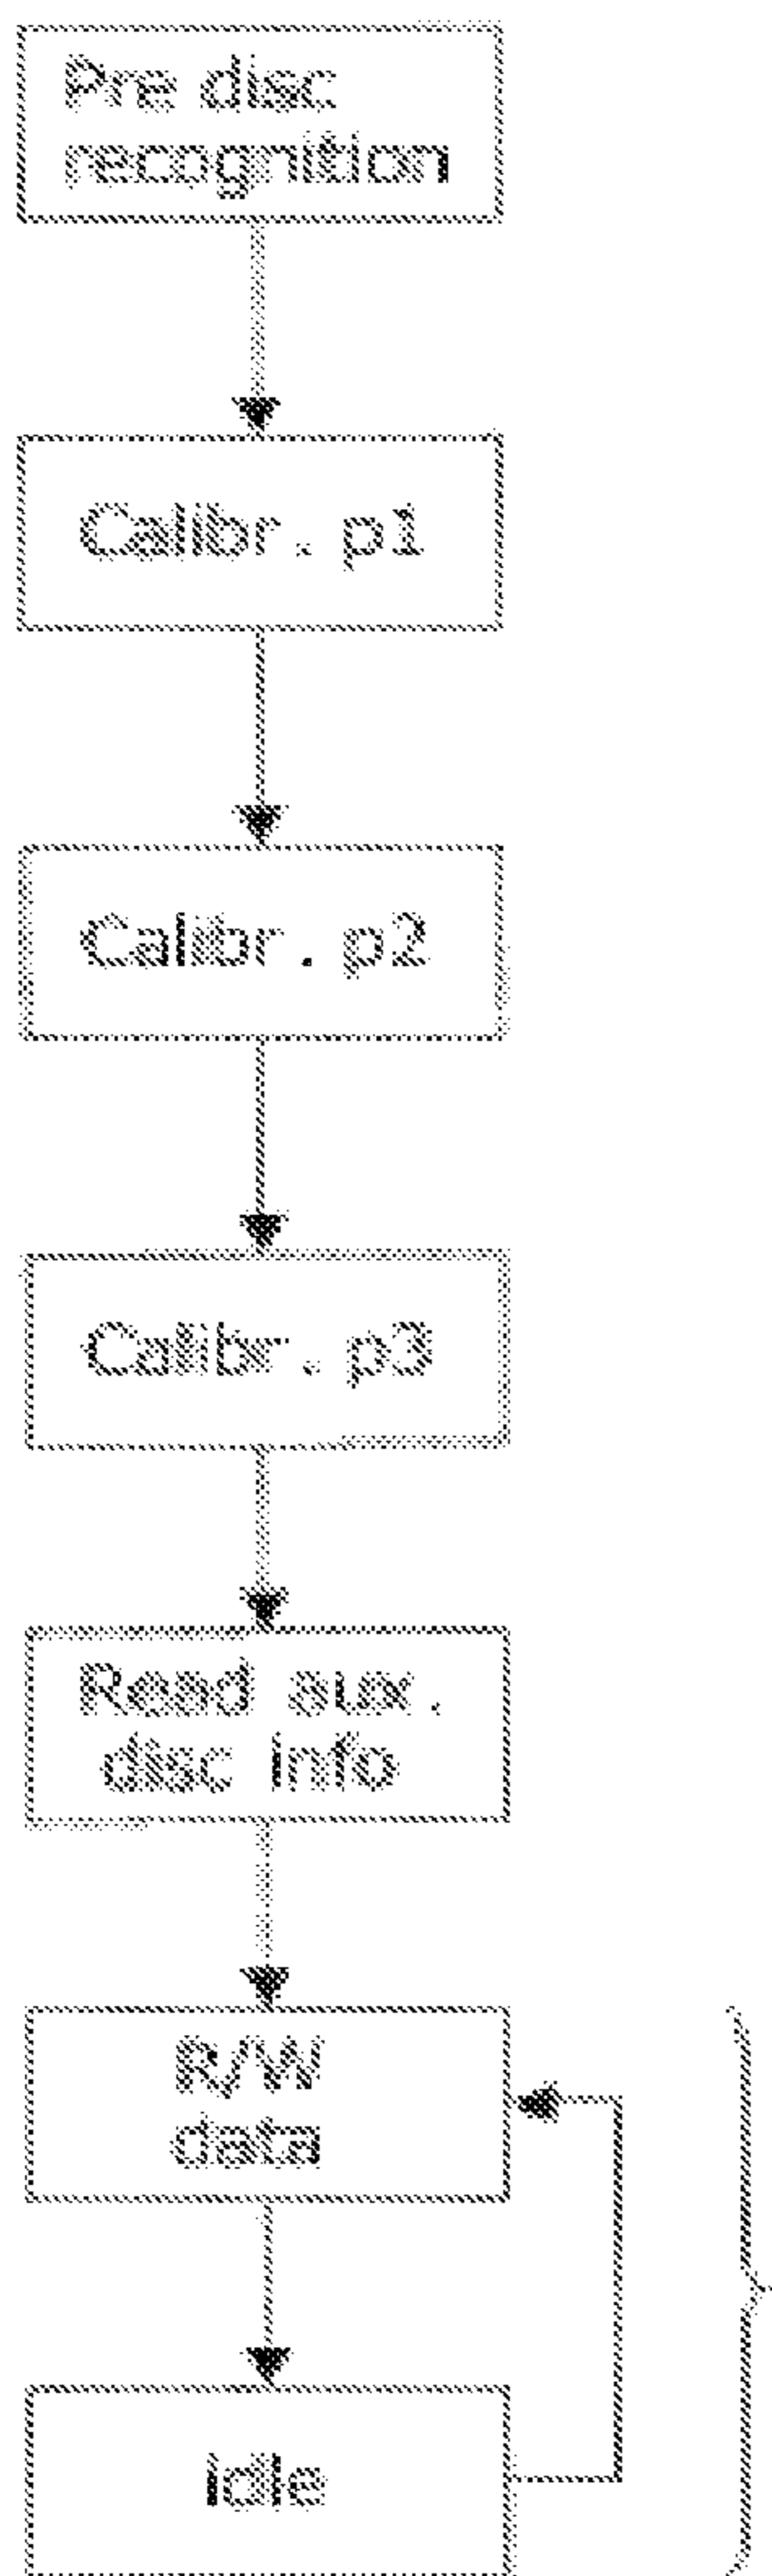 Pre disc
recognition
Calibr. p1
Calibr. p2
Calibr. p3
Read aux.
disc info
R/W
data
Idle